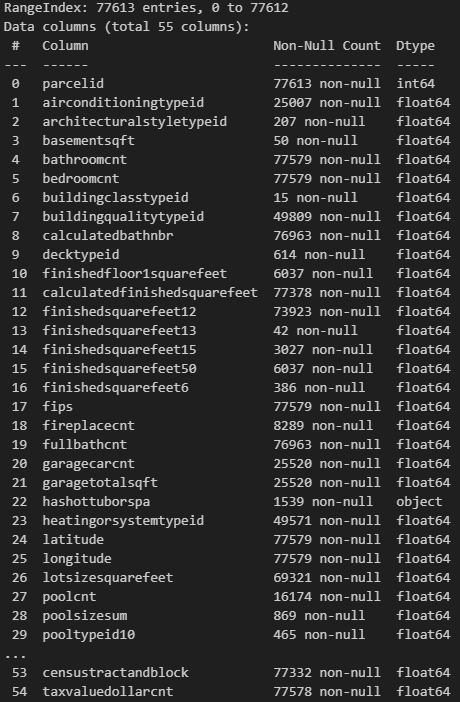 RangeIndex: 77613 entries, 0 to 77612
Data columns (total 55 columns):
 #   Column                        Non-Null Count  Dtype
---  ------                        --------------  -----
 0   parcelid                      77613 non-null  int64
 1   airconditioningtypeid         25007 non-null  float64
 2   architecturalstyletypeid      207 non-null    float64
 3   basementsqft                  50 non-null     float64
 4   bathroomcnt                   77579 non-null  float64
 5   bedroomcnt                    77579 non-null  float64
 6   buildingclasstypeid           15 non-null     float64
 7   buildingqualitytypeid         49809 non-null  float64
 8   calculatedbathnbr             76963 non-null  float64
 9   decktypeid                    614 non-null    float64
 10  finishedfloor1squarefeet      6037 non-null   float64
 11  calculatedfinishedsquarefeet  77378 non-null  float64
 12  finishedsquarefeet12          73923 non-null  float64
 13  finishedsquarefeet13          42 non-null     float64
 14  finishedsquarefeet15          3027 non-null   float64
 15  finishedsquarefeet50          6037 non-null   float64
 16  finishedsquarefeet6           386 non-null    float64
 17  fips                          77579 non-null  float64
 18  fireplacecnt                  8289 non-null   float64
 19  fullbathcnt                   76963 non-null  float64
 20  garagecarcnt                  25520 non-null  float64
 21  garagetotalsqft               25520 non-null  float64
 22  hashottuborspa                1539 non-null   object
 23  heatingorsystemtypeid         49571 non-null  float64
 24  latitude                      77579 non-null  float64
 25  longitude                     77579 non-null  float64
 26  lotsizesquarefeet             69321 non-null  float64
 27  poolcnt                       16174 non-null  float64
 28  poolsizesum                   869 non-null    float64
 29  pooltypeid10                  465 non-null    float64
...
 53  censustractandblock           77332 non-null  float64
 54  taxvaluedollarcnt             77578 non-null  float64